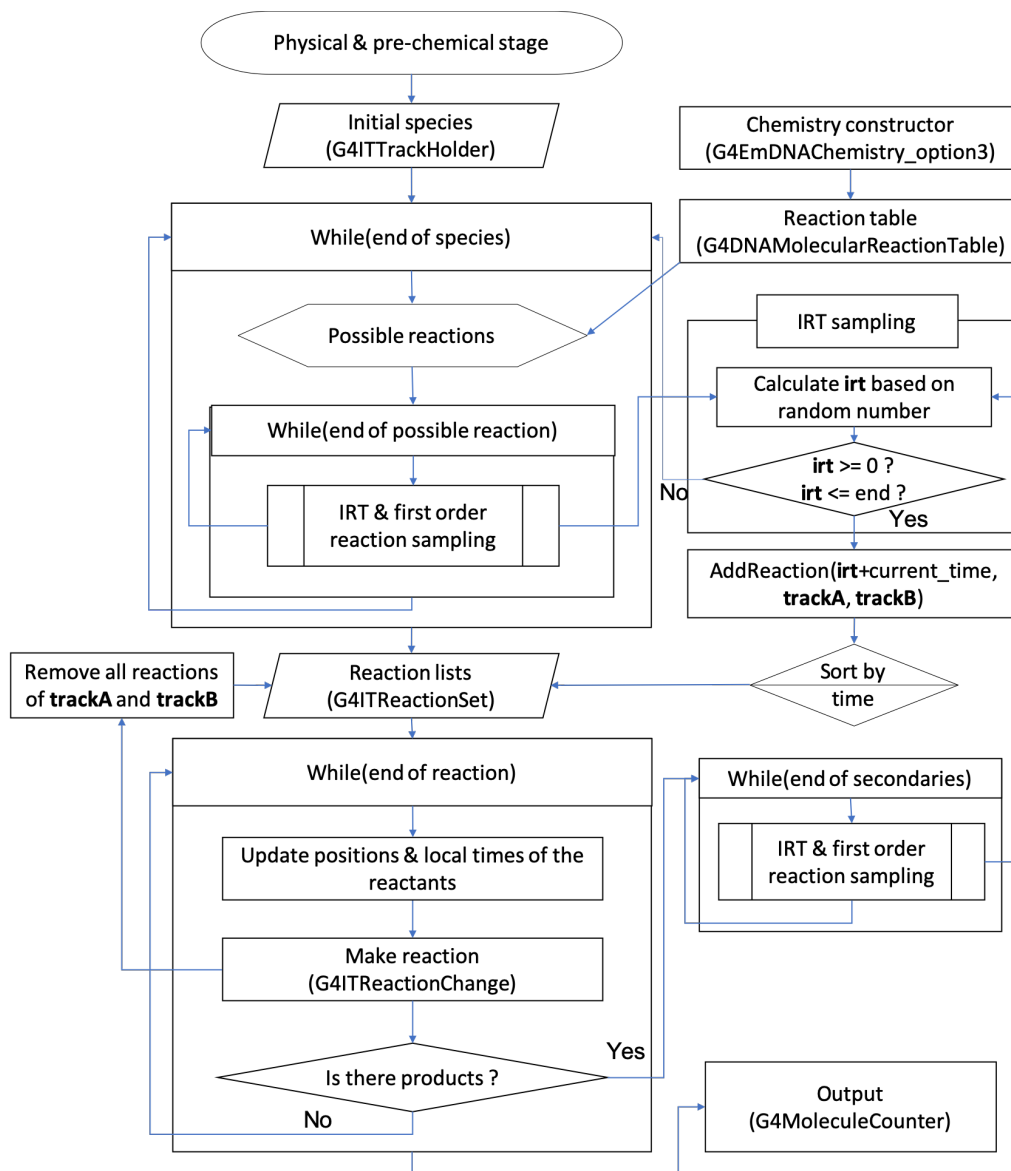 Physical & pre-chemical stage
Initial species
(G4ITTrackHolder)
Chemistry constructor
(G4EmDNAChemistry_option3)
Reaction table
(G4DNAMolecularReactionTable)
While(end of species)
Possible reactions
While(end of possible reaction)
IRT & first order
reaction sampling
IRT sampling
Calculate irt based on
random number
irt >= 0 ?
irt <= end ?
No
Yes
AddReaction(irt+current_time,
trackA, trackB)
Sort by
time
Remove all reactions
of trackA and trackB
Reaction lists
(G4ITReactionSet)
While(end of reaction)
Update positions & local times of the
reactants
Make reaction
(G4ITReactionChange)
Is there products ?
Yes
No
While(end of secondaries)
IRT & first order
reaction sampling
Output
(G4MoleculeCounter)